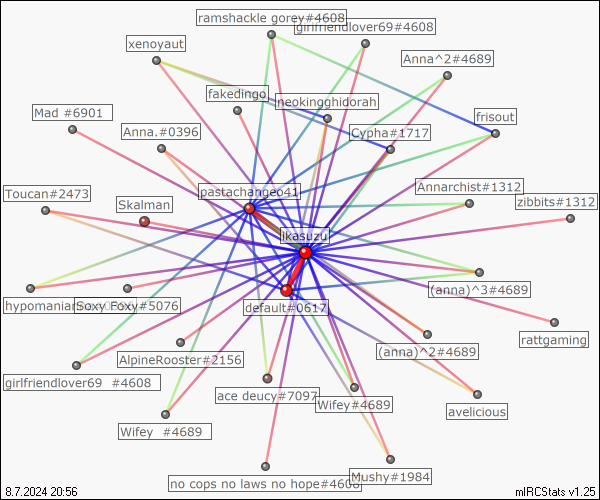 ramshackle gorey#4608
girlfriendlover69#4608
xenoyaut
Anna^2#4689
fakedingo
neokingghidorah
Mad #6901
frisout
Anna.#0396
Cypha#1717
pastachangeo41
Annarchist#1312
Toucan#2473
zibbits#1312
Skalman
ikasuzu
(anna)^3#4689
hypomanian
Soxy Foxy#5076
default#0617
rattgaming
AlpineRooster#2156
(anna)^2#4689
girlfriendlover69 #4608
ace deucy#7097
Wifey#4689
avelicious
Wifey #4689
Mushy#1984
no cops no laws no hope#4608
8.7.2024 20:56
mIRCStats v1.25